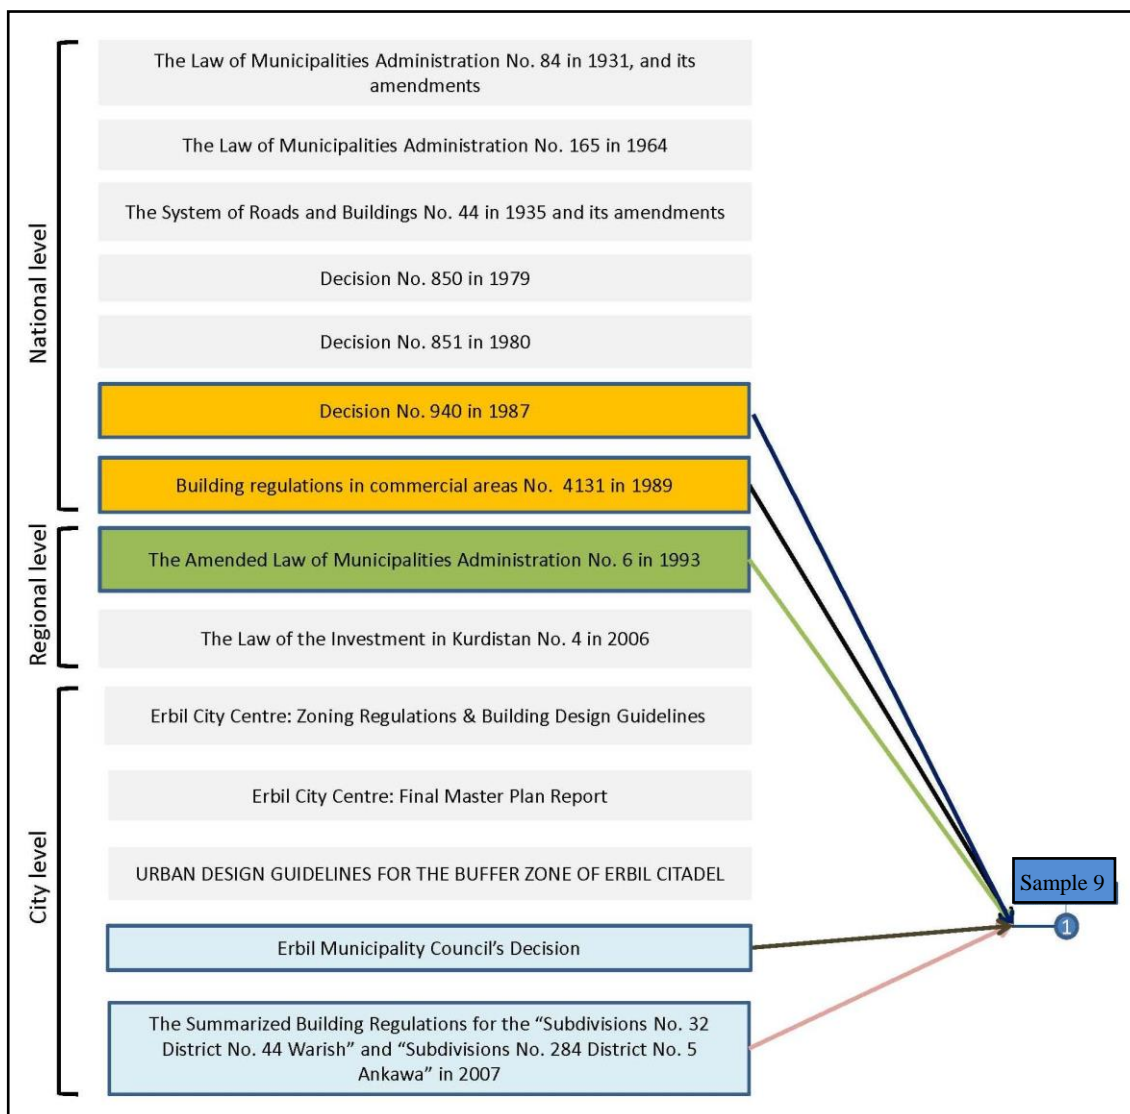 National level
The Law of Municipalities Administration No. 84 in 1931, and its
amendments
The Law of Municipalities Administration No. 165 in 1964
The System of Roads and Buildings No. 44 in 1935 and its amendments
Decision No. 850 in 1979
Decision No. 851 in 1980
Decision No. 940 in 1987
Building regulations in commercial areas No. 4131 in 1989
Regional level
The Amended Law of Municipalities Administration No. 6 in 1993
The Law of the Investment in Kurdistan No. 4 in 2006
City level
Erbil City Centre: Zoning Regulations & Building Design Guidelines
Erbil City Centre: Final Master Plan Report
URBAN DESIGN GUIDELINES FOR THE BUFFER ZONE OF ERBIL CITADEL
Erbil Municipality Council’s Decision
The Summarized Building Regulations for the “Subdivisions No. 32
District No. 44 Warish” and “Subdivisions No. 284 District No. 5
Ankawa” in 2007
Sample 9
1